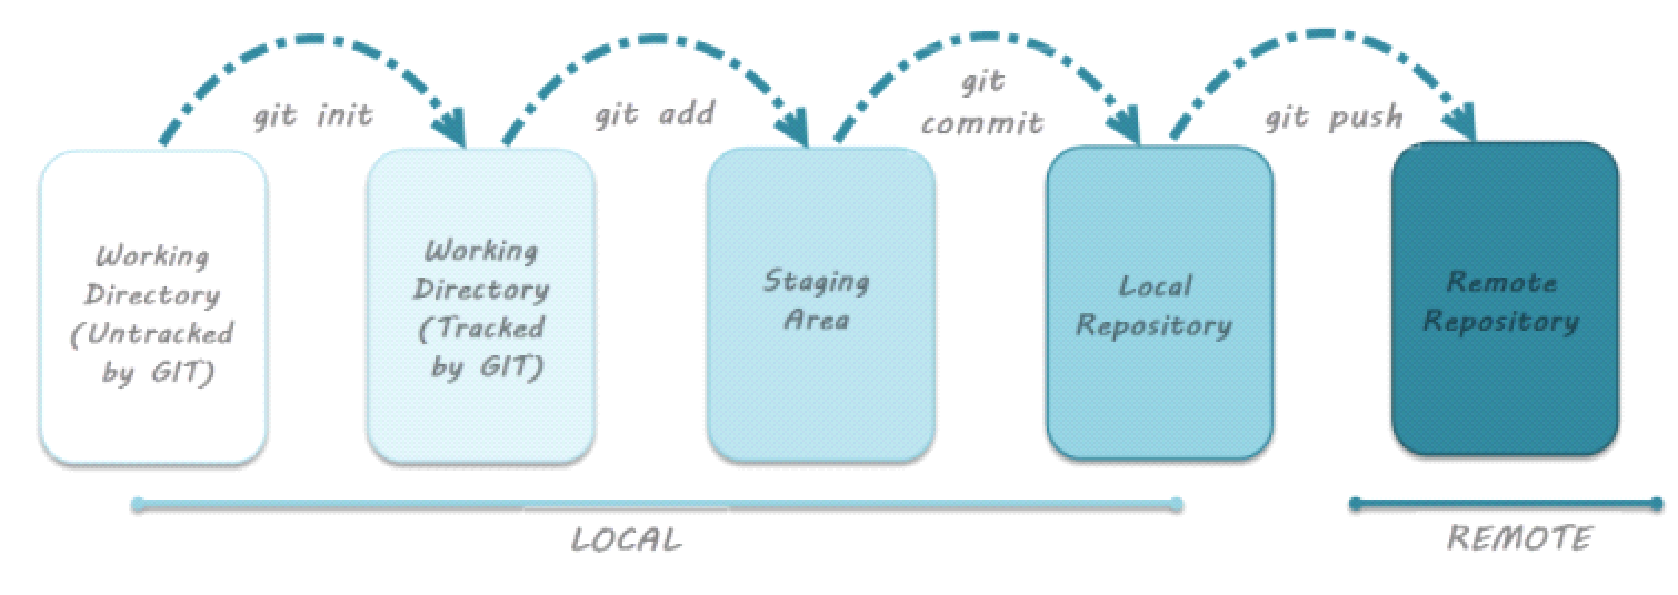 git init
git add
git
commit
git push
Working
Directory
(Untracked
by GIT)
Working
Directory
(Tracked
by GIT)
Staging
Area
Local
Repository
Remote
Repository
LOCAL
REMOTE